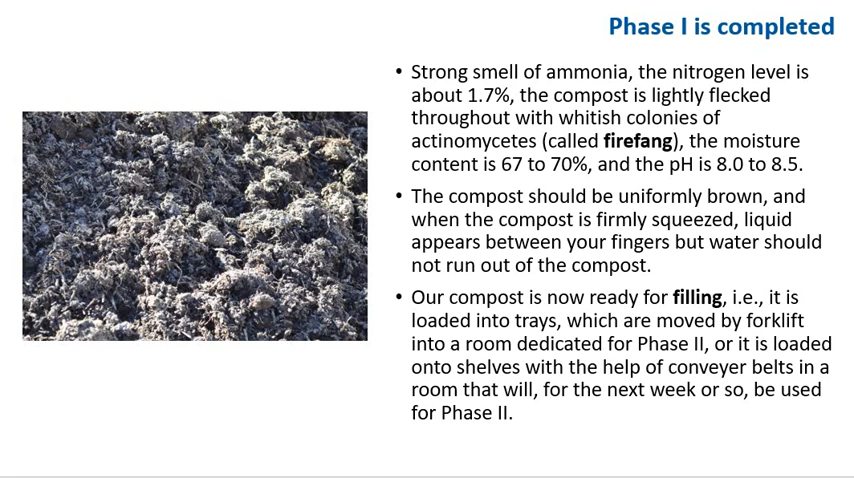 Phase I is completed
• Strong smell of ammonia, the nitrogen level is
about 1.7%, the compost is lightly flecked
throughout with whitish colonies of
actinomycetes (called firefang), the moisture
content is 67 to 70%, and the pH is 8.0 to 8.5.
• The compost should be uniformly brown, and
when the compost is firmly squeezed, liquid
appears between your fingers but water should
not run out of the compost.
• Our compost is now ready for filling, i.e., it is
loaded into trays, which are moved by forklift
into a room dedicated for Phase II, or it is loaded
onto shelves with the help of conveyer belts in a
room that will, for the next week or so, be used
for Phase II.